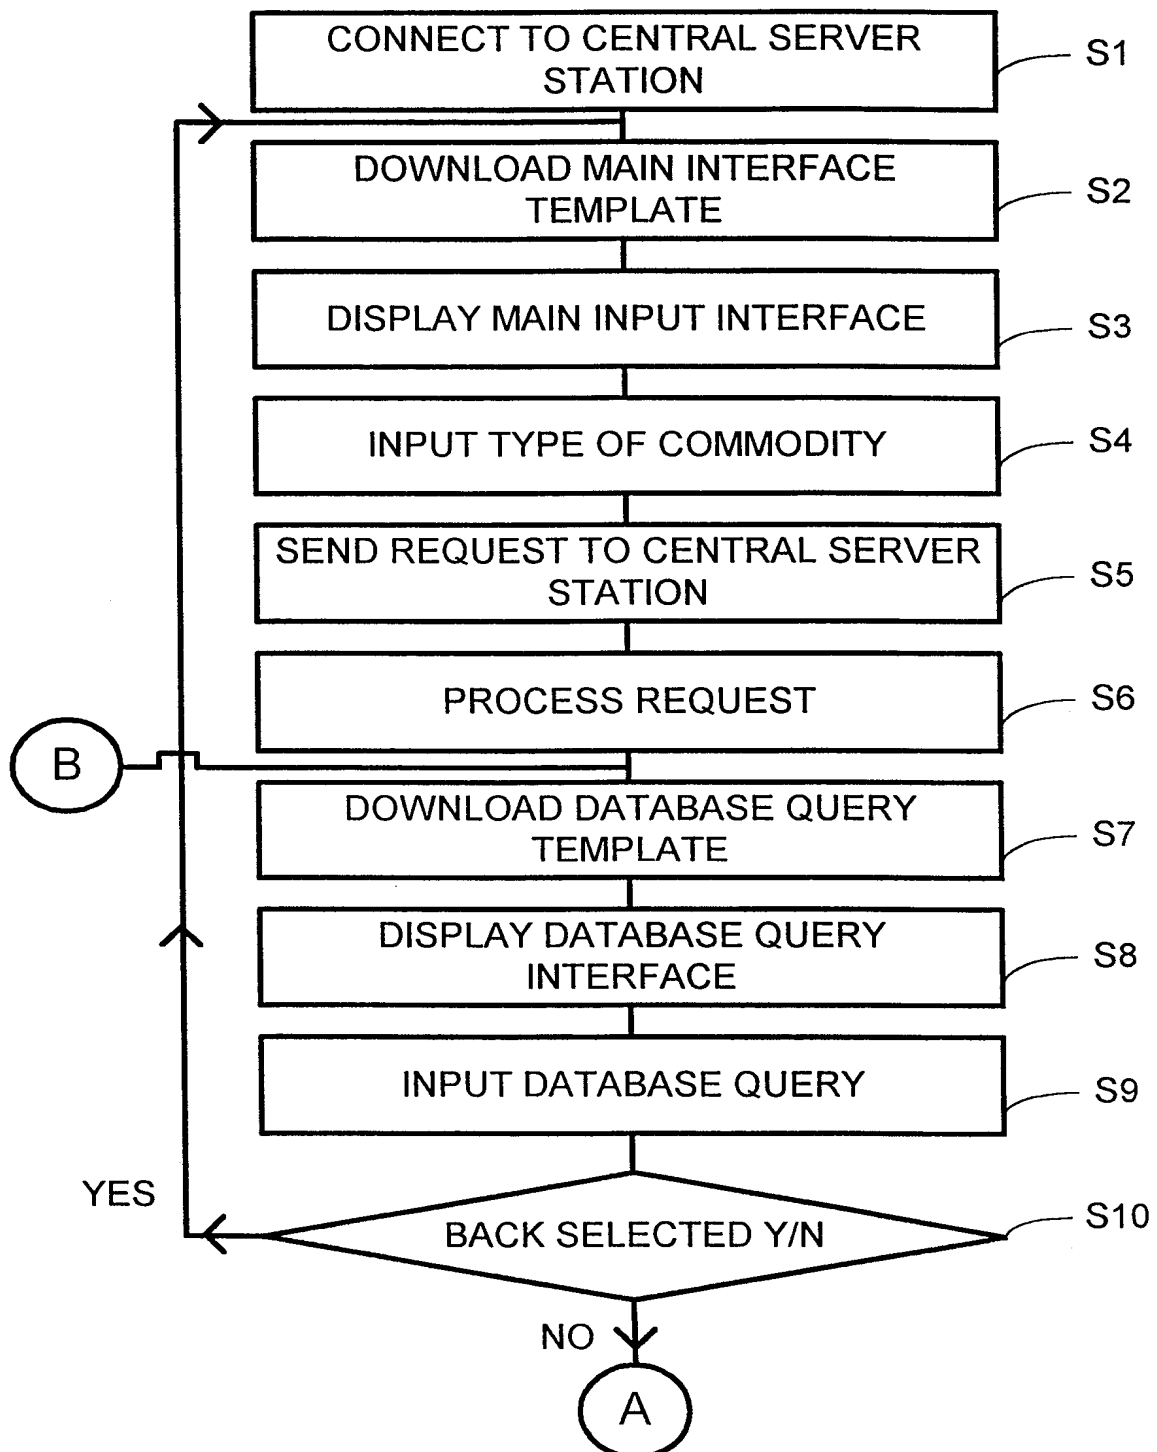 CONNECT TO CENTRAL SERVER
STATION
S1
DOWNLOAD MAIN INTERFACE
TEMPLATE
S2
DISPLAY MAIN INPUT INTERFACE
S3
INPUT TYPE OF COMMODITY
S4
SEND REQUEST TO CENTRAL SERVER
STATION
S5
PROCESS REQUEST
S6
B
DOWNLOAD DATABASE QUERY
TEMPLATE
S7
DISPLAY DATABASE QUERY
INTERFACE
S8
INPUT DATABASE QUERY
S9
YES
BACK SELECTED Y/N
S10
NO
A